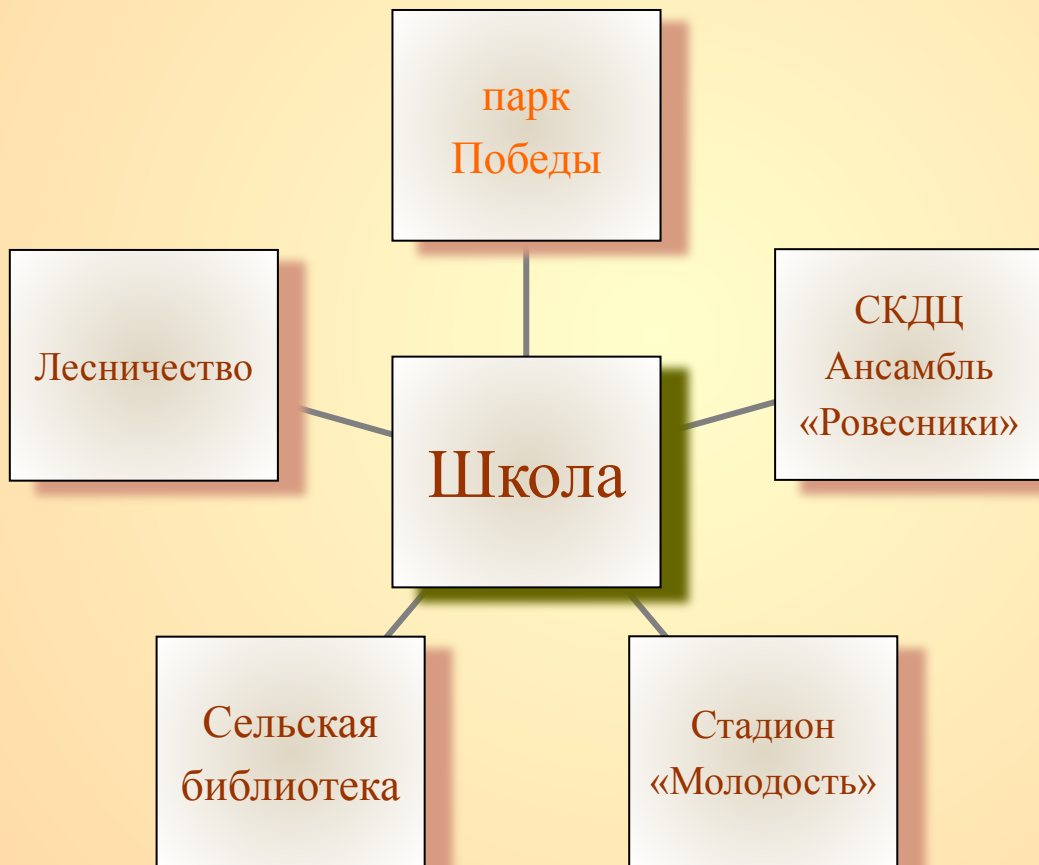 парк
Победы
Лесничество
СКДЦ
Ансамбль
«Ровесники»
Школа
Сельская
библиотека
Стадион
«Молодость»